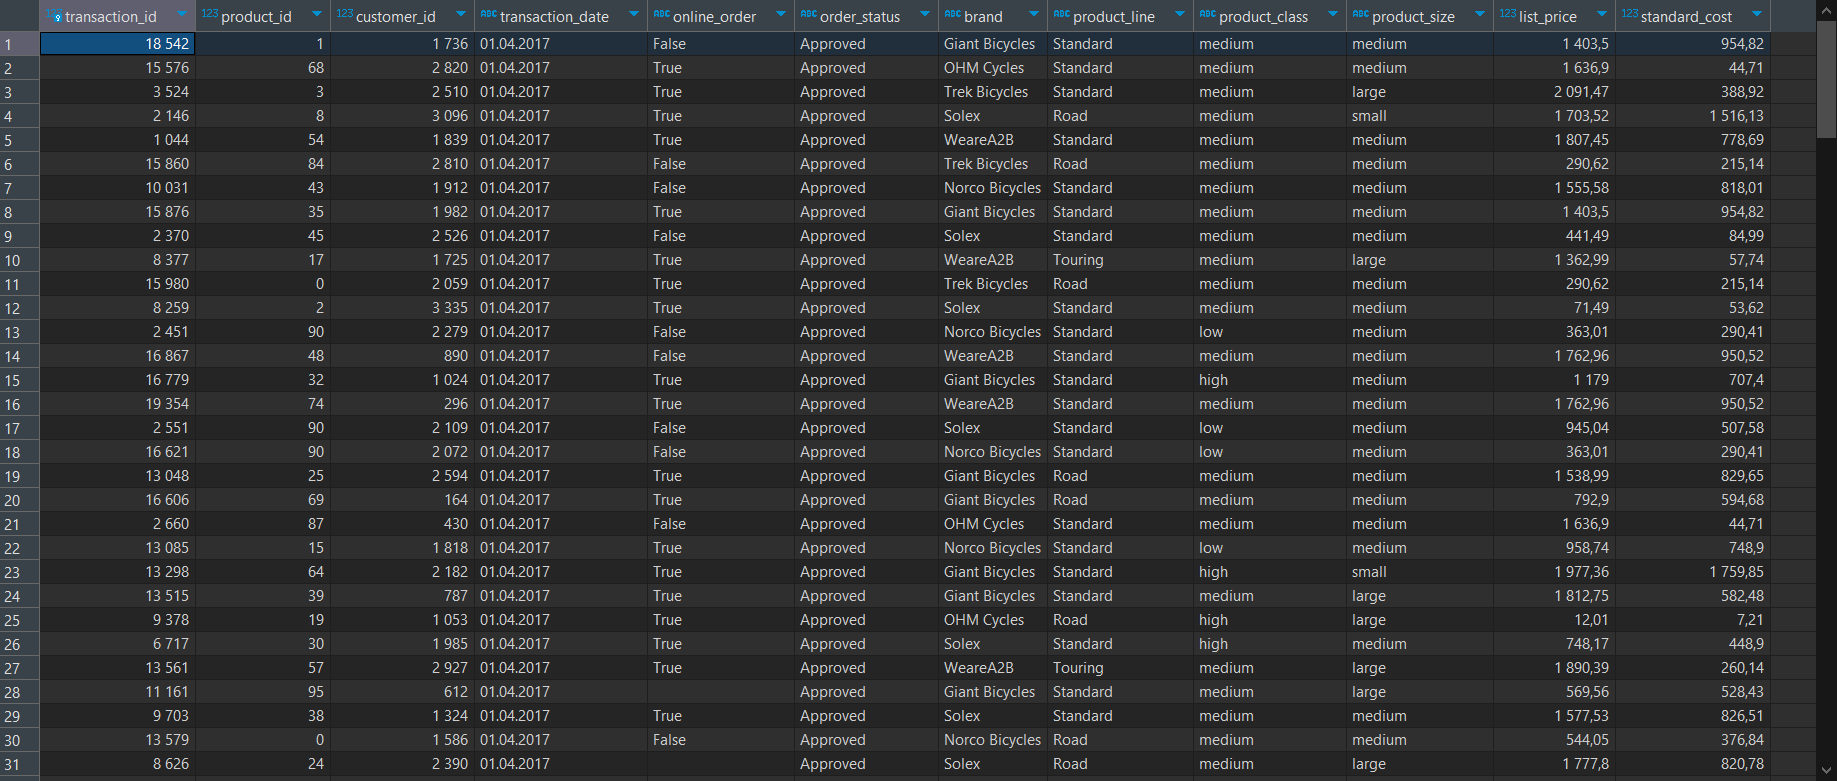 123 transaction_id 123 product_id 123 customer_id ABC transaction_date ABC online_order ABC order_status ABC brand ABC product_line ABC product_class ABC product_size 123 list_price 123 standard_cost
1 18 542 1 1 736 01.04.2017 False Approved Giant Bicycles Standard medium medium 1 403,5 954,82
2 15 576 68 2 820 01.04.2017 True Approved OHM Cycles Standard medium medium 1 636,9 44,71
3 3 524 3 2 510 01.04.2017 True Approved Trek Bicycles Standard medium large 2 091,47 388,92
4 2 146 8 3 096 01.04.2017 True Approved Solex Road medium small 1 703,52 1 516,13
5 1 044 54 1 839 01.04.2017 True Approved WeareA2B Standard medium medium 1 807,45 778,69
6 15 860 84 2 810 01.04.2017 False Approved Trek Bicycles Road medium medium 290,62 215,14
7 10 031 43 1 912 01.04.2017 False Approved Norco Bicycles Standard medium medium 1 555,58 818,01
8 15 876 35 1 982 01.04.2017 True Approved Giant Bicycles Standard medium medium 1 403,5 954,82
9 2 370 45 2 526 01.04.2017 False Approved Solex Standard medium medium 441,49 84,99
10 8 377 17 1 725 01.04.2017 True Approved WeareA2B Touring medium large 1 362,99 57,74
11 15 980 0 2 059 01.04.2017 True Approved Trek Bicycles Road medium medium 290,62 215,14
12 8 259 2 3 335 01.04.2017 True Approved Solex Standard medium medium 71,49 53,62
13 2 451 90 2 279 01.04.2017 False Approved Norco Bicycles Standard low medium 363,01 290,41
14 16 867 48 890 01.04.2017 False Approved WeareA2B Standard medium medium 1 762,96 950,52
15 16 779 32 1 024 01.04.2017 True Approved Giant Bicycles Standard high medium 1 179 707,4
16 19 354 74 296 01.04.2017 True Approved WeareA2B Standard medium medium 1 762,96 950,52
17 2 551 90 2 109 01.04.2017 False Approved Solex Standard low medium 945,04 507,58
18 16 621 90 2 072 01.04.2017 False Approved Norco Bicycles Standard low medium 363,01 290,41
19 13 048 25 2 594 01.04.2017 True Approved Giant Bicycles Road medium medium 1 538,99 829,65
20 16 606 69 164 01.04.2017 True Approved Giant Bicycles Road medium medium 792,9 594,68
21 2 660 87 430 01.04.2017 False Approved OHM Cycles Standard medium medium 1 636,9 44,71
22 13 085 15 1 818 01.04.2017 True Approved Norco Bicycles Standard low medium 958,74 748,9
23 13 298 64 2 182 01.04.2017 True Approved Giant Bicycles Standard high small 1 977,36 1 759,85
24 13 515 39 787 01.04.2017 True Approved Giant Bicycles Standard medium large 1 812,75 582,48
25 9 378 19 1 053 01.04.2017 True Approved OHM Cycles Road high large 12,01 7,21
26 6 717 30 1 985 01.04.2017 True Approved Solex Standard high medium 748,17 448,9
27 13 561 57 2 927 01.04.2017 True Approved WeareA2B Touring medium large 1 890,39 260,14
28 11 161 95 612 01.04.2017 Approved Giant Bicycles Standard medium large 569,56 528,43
29 9 703 38 1 324 01.04.2017 True Approved Solex Standard medium medium 1 577,53 826,51
30 13 579 0 1 586 01.04.2017 False Approved Norco Bicycles Road medium medium 544,05 376,84
31 8 626 24 2 390 01.04.2017 Approved Solex Road medium large 1 777,8 820,78